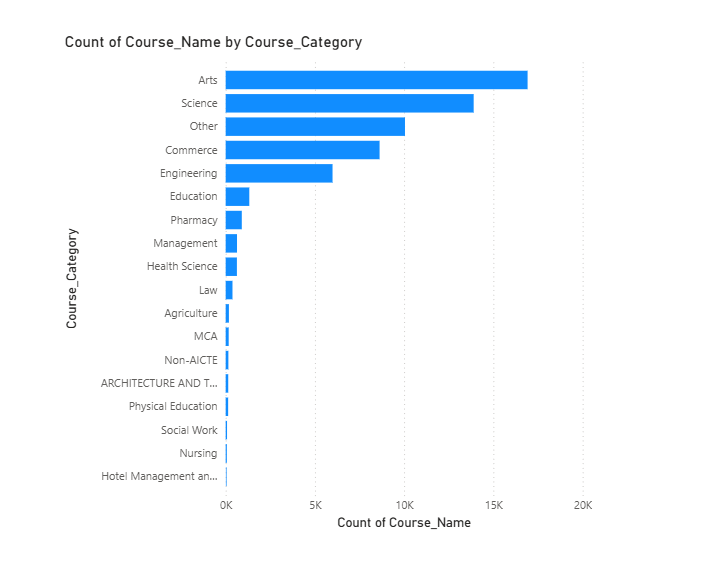 Count of Course_Name by Course_Category
Arts
Science
Other
Commerce
Engineering
Education
Pharmacy
Management
Health Science
Law
Agriculture
MCA
Non-AICTE
ARCHITECTURE AND T...
Physical Education
Social Work
Nursing
Hotel Management an...
Course_Category
0K 5K 10K 15K 20K
Count of Course_Name